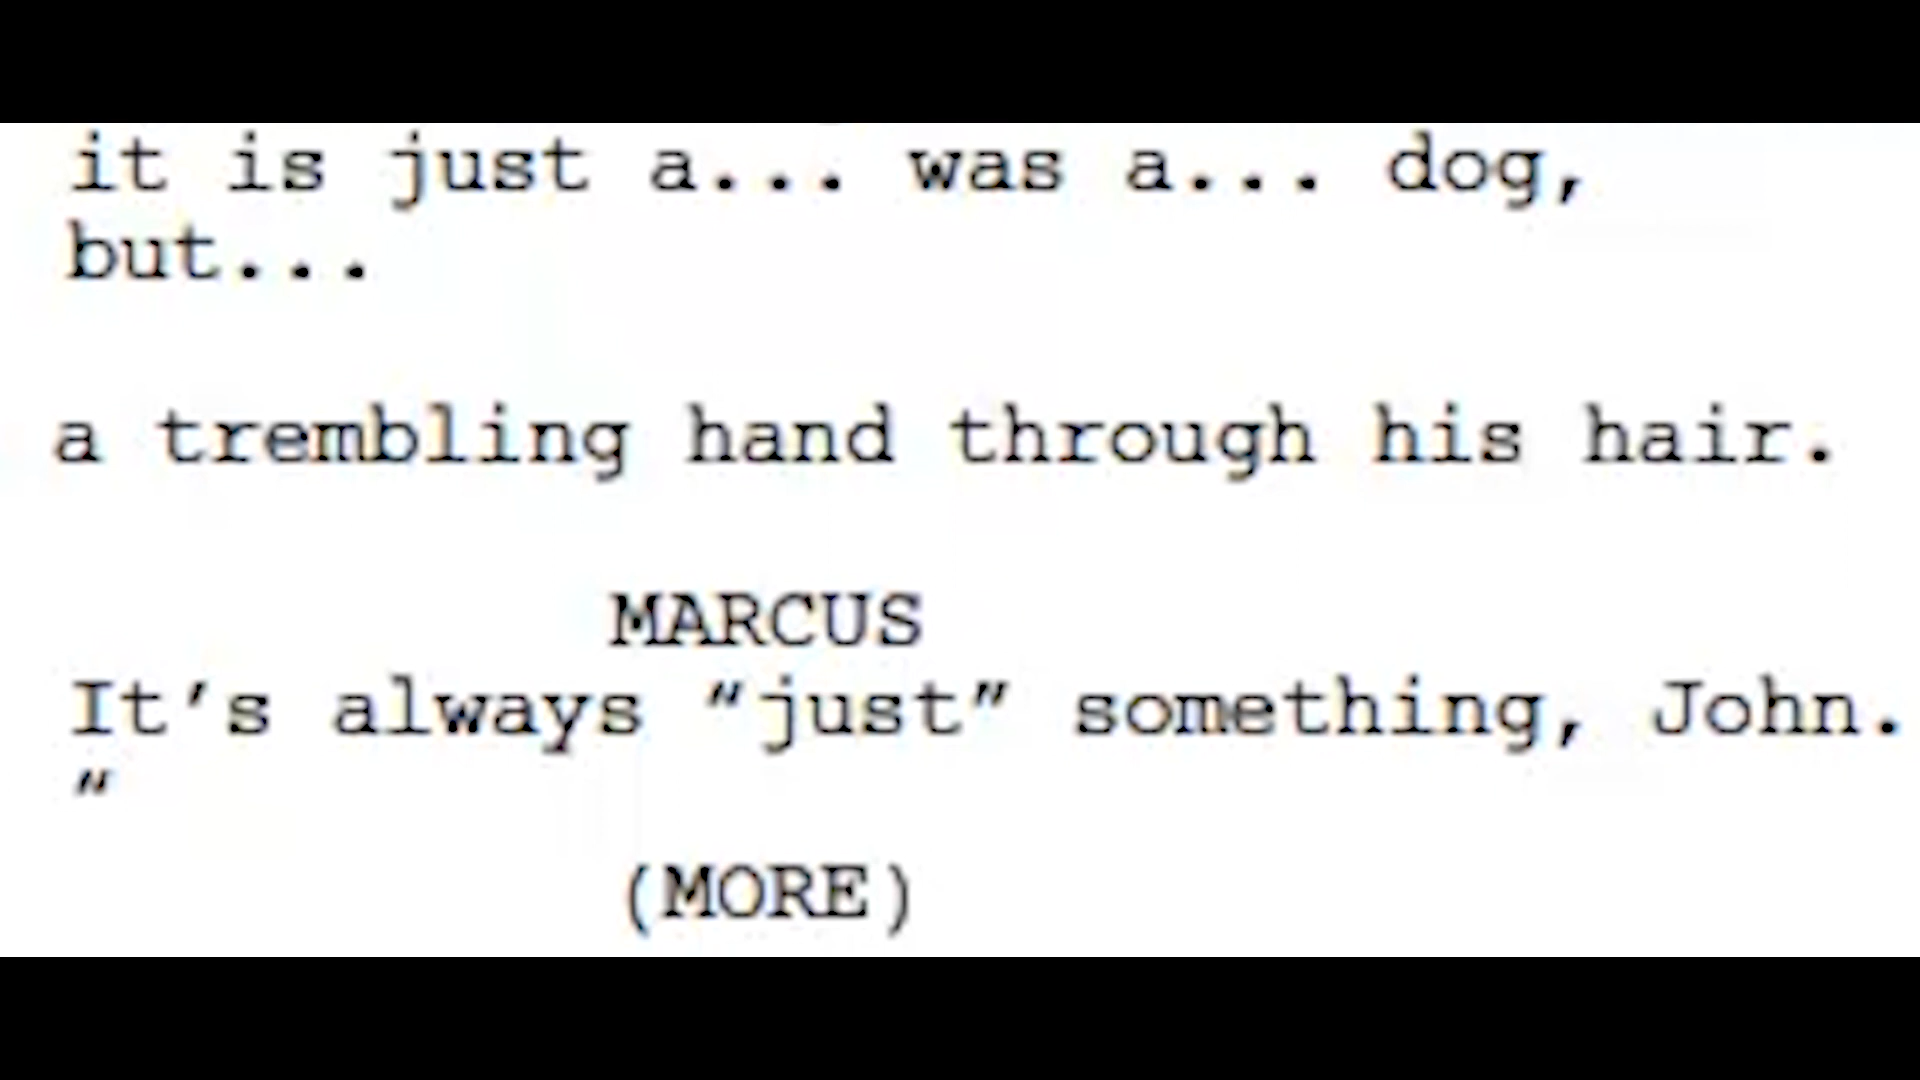 it is just a... was a... dog,
but...
a trembling hand through his hair.
MARCUS
It’s always “just” something, John.
“
(MORE)